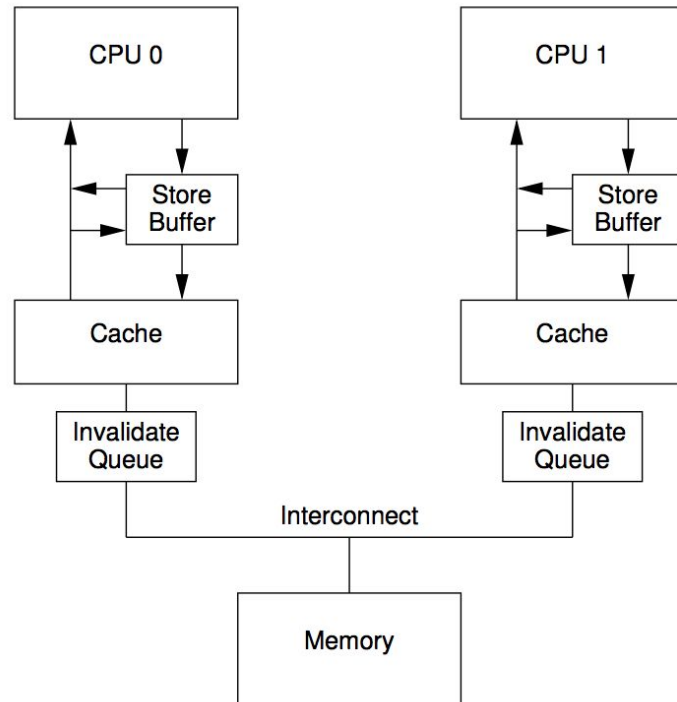 CPU 0
CPU 1
Store
Buffer
Store
Buffer
Cache
Cache
Invalidate
Queue
Invalidate
Queue
Interconnect
Memory